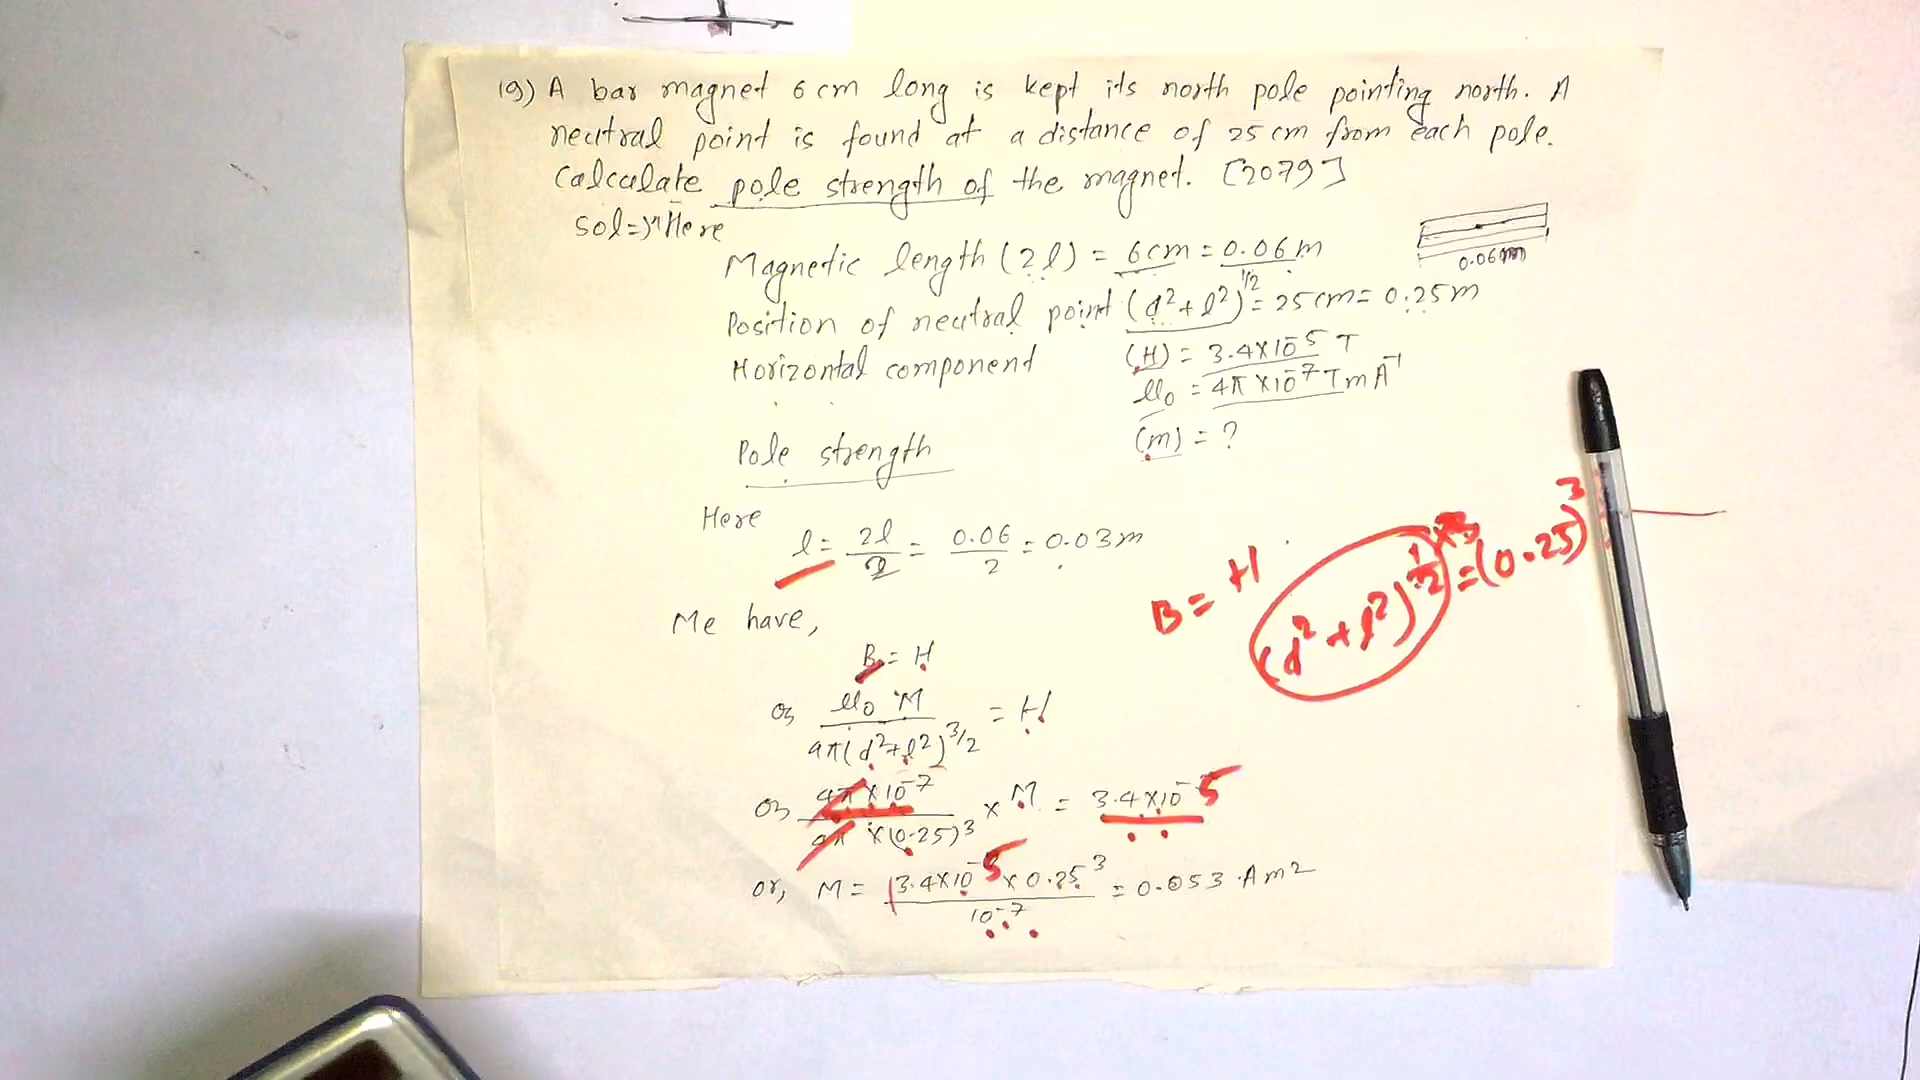 19) A bar magnet 6 cm long is kept its north pole pointing north. A
neutral point is found at a distance of 25 cm from each pole.
Calculate pole strength of the magnet. [2079]
Sol=>n Here
Magnetic length (2l) = 6cm = 0.06m
0.06m
Position of neutral point (d²+l²)^1/2 = 25cm = 0.25m
Horizontal component (H) = 3.4×10^-5 T
μ0 = 4π×10^-7 TmA^-1
Pole strength (m) = ?
Here
l = 2l/2 = 0.06/2 = 0.03m
B = H
(d²+l²)^1/2×3 = (0.25)^3
We have,
B = H
or μ0 M / 4π(d²+l²)^3/2 = H
or 4π×10^-7 / 4π×(0.25)^3 × M = 3.4×10^-5
or, M = 3.4×10^-5 × 0.25^3 / 10^-7 = 0.053 Am²